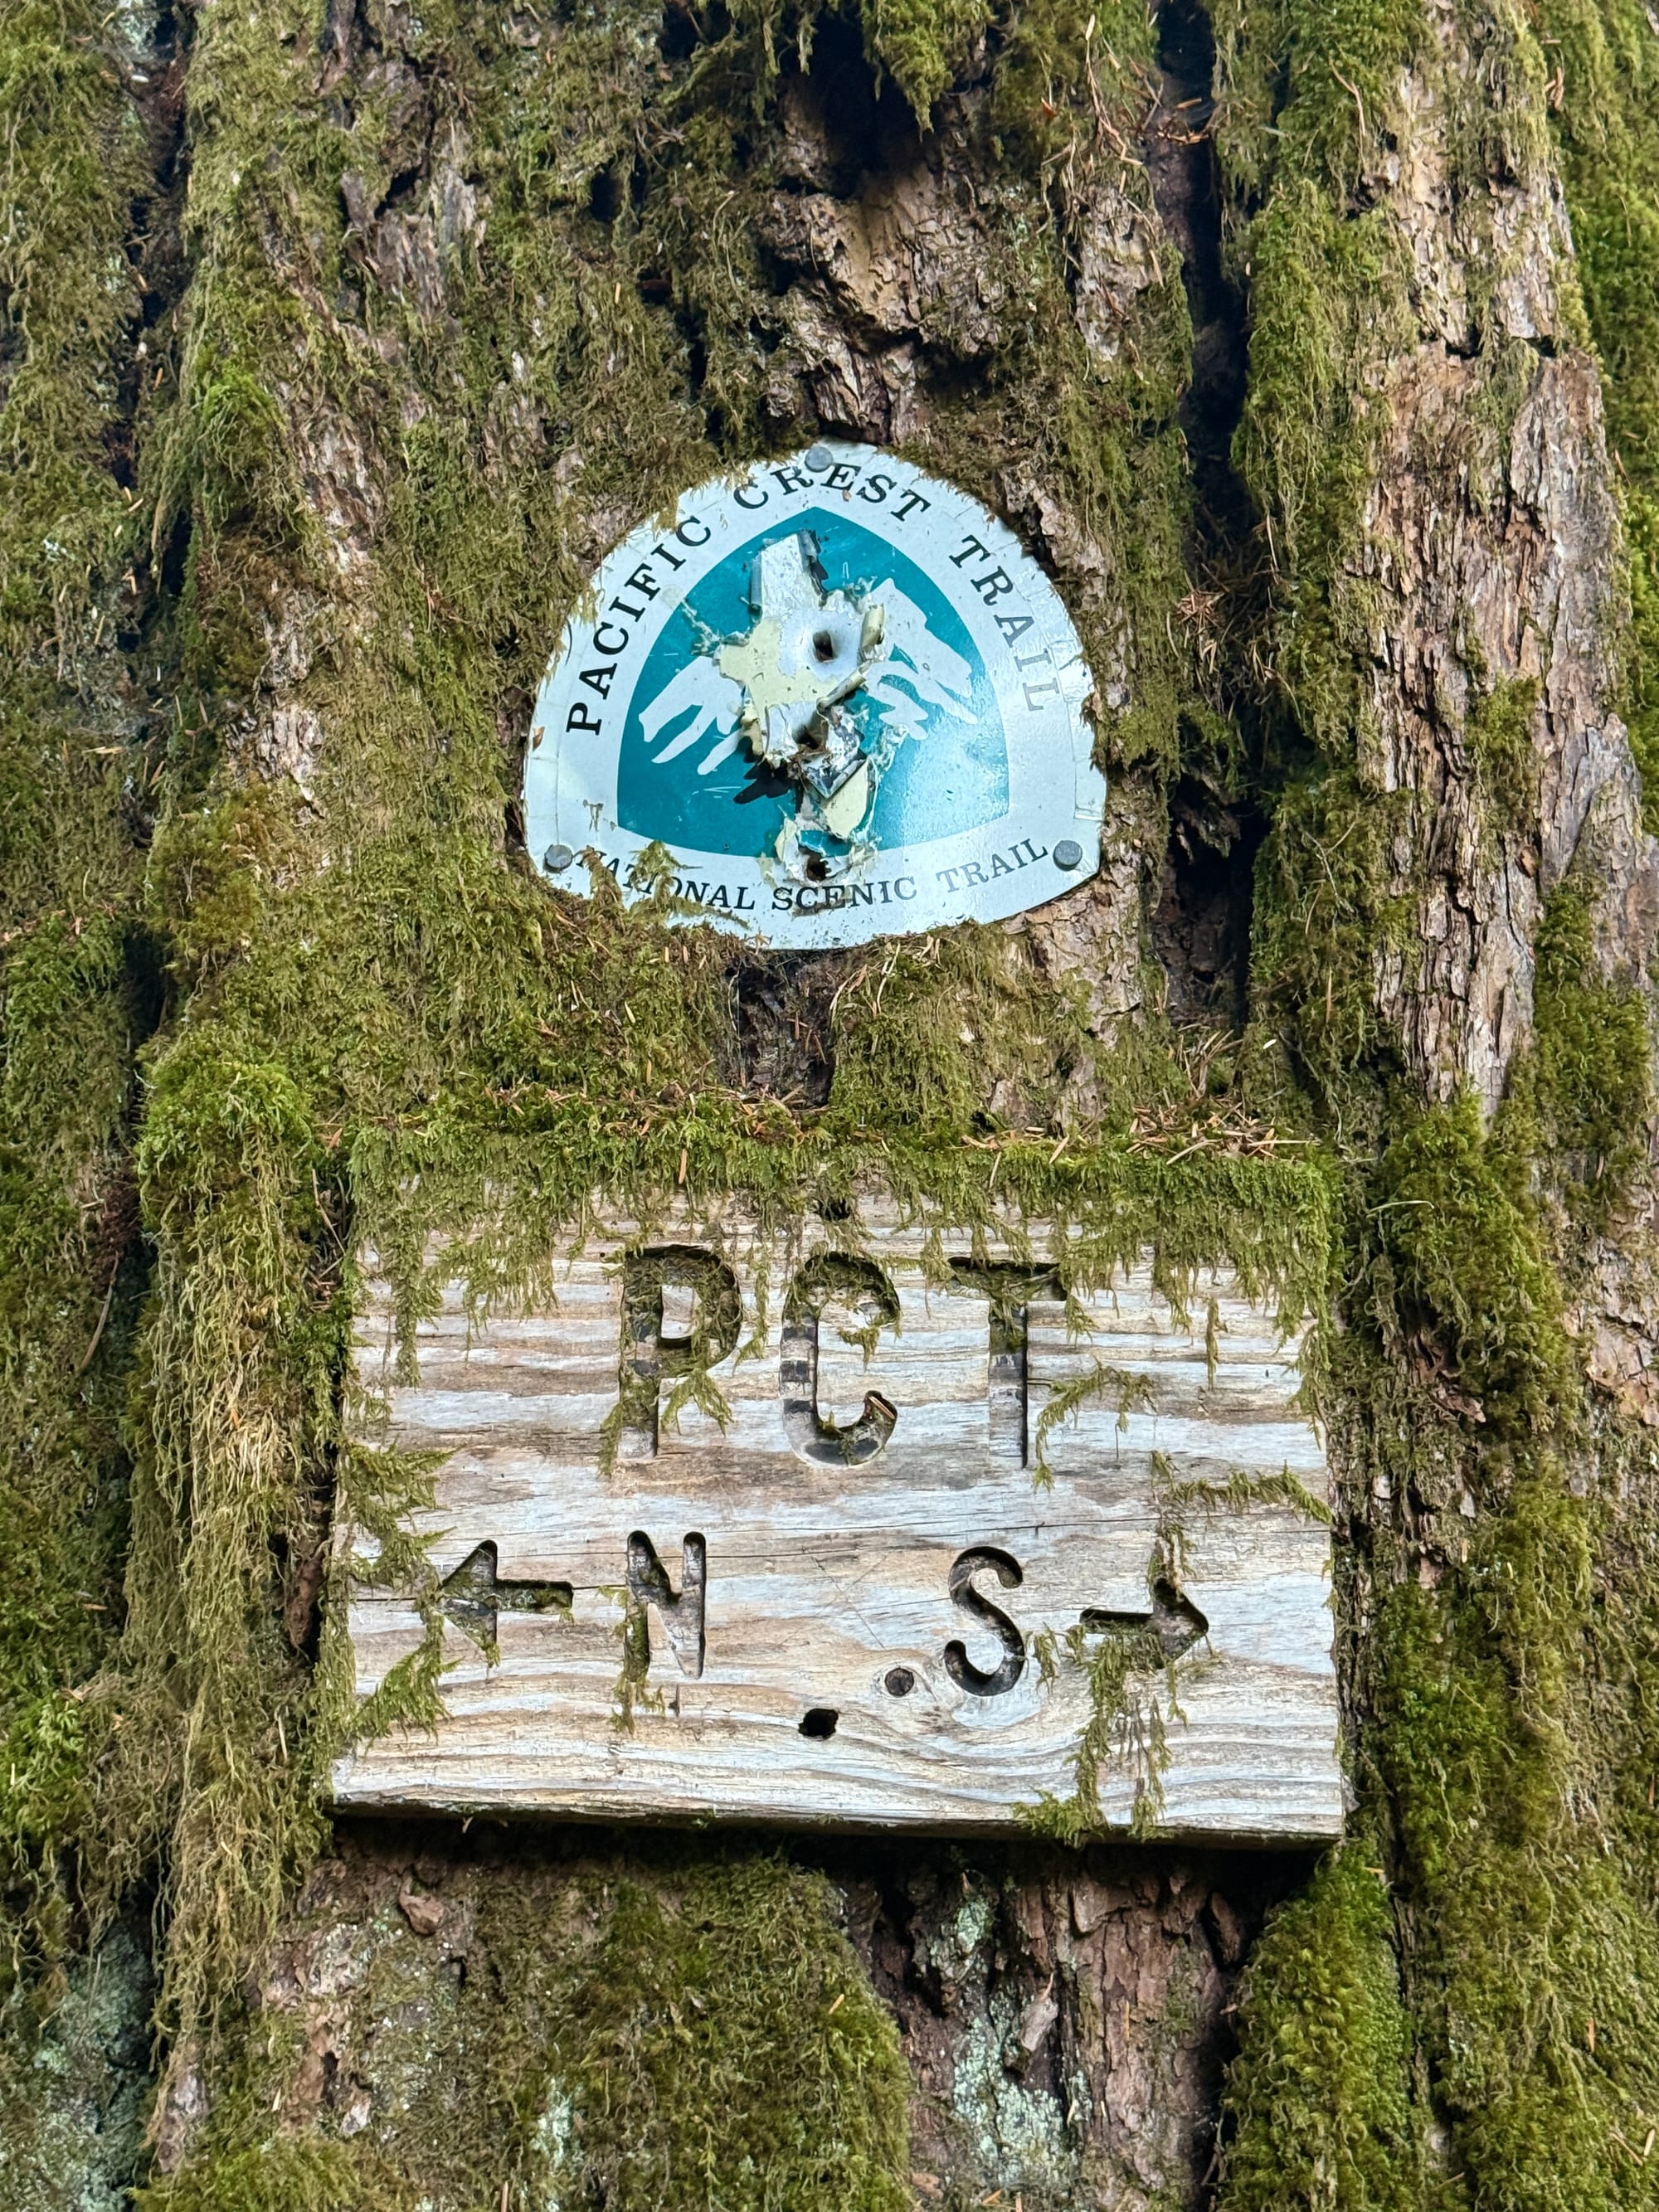 PACIFIC CREST TRAIL
NATIONAL SCENIC TRAIL
PCT
← N S →